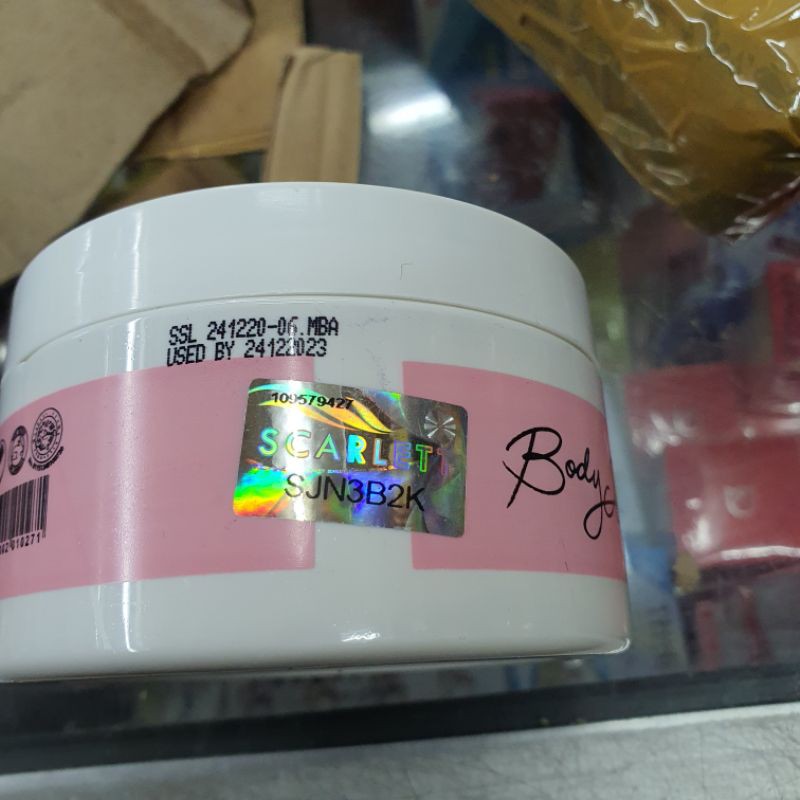 SSL 241220-06.MBA
USED BY 24122023
109579427
SCARLETT
SJN3B2K
Body